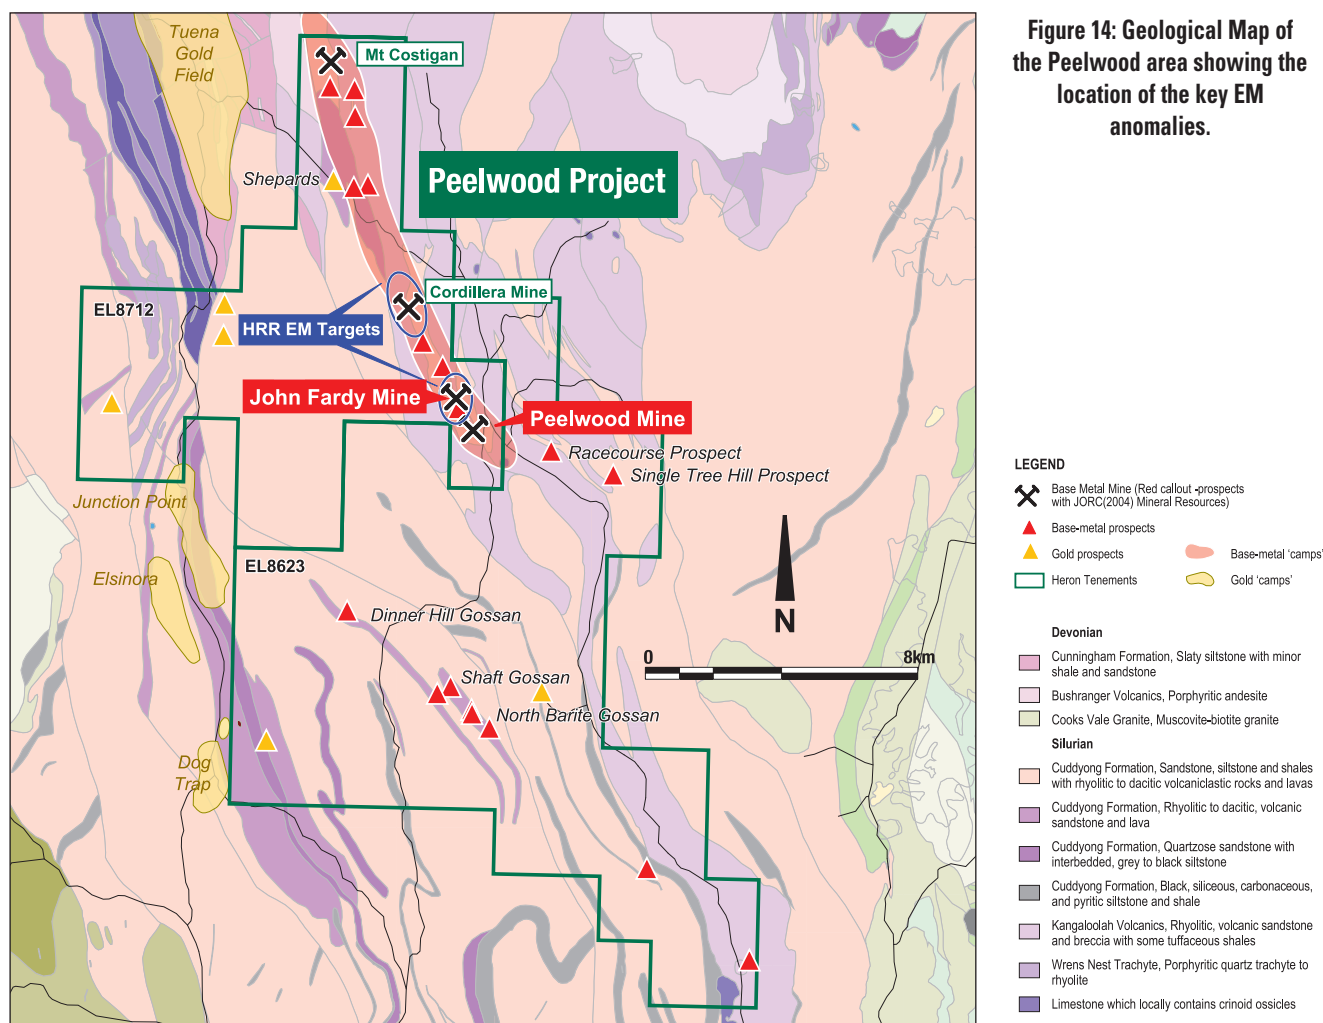 Figure 14: Geological Map of
the Peelwood area showing the
location of the key EM
anomalies.
Tuena
Gold
Field
Mt Costigan
Shepards
Peelwood Project
Cordillera Mine
EL8712
HRR EM Targets
John Fardy Mine
Peelwood Mine
Racecourse Prospect
Single Tree Hill Prospect
Junction Point
Elsinora
EL8623
Dinner Hill Gossan
Shaft Gossan
North Barite Gossan
Dog
Trap
N
0
8km
LEGEND
Base Metal Mine (Red callout -prospects
with JORC(2004) Mineral Resources)
Base-metal prospects
Gold prospects
Base-metal ‘camps’
Heron Tenements
Gold ‘camps’
Devonian
Cunningham Formation, Slaty siltstone with minor
shale and sandstone
Bushranger Volcanics, Porphyritic andesite
Cooks Vale Granite, Muscovite-biotite granite
Silurian
Cuddyong Formation, Sandstone, siltstone and shales
with rhyolitic to dacitic volcaniclastic rocks and lavas
Cuddyong Formation, Rhyolitic to dacitic, volcanic
sandstone and lava
Cuddyong Formation, Quartzose sandstone with
interbedded, grey to black siltstone
Cuddyong Formation, Black, siliceous, carbonaceous,
and pyritic siltstone and shale
Kangaloolah Volcanics, Rhyolitic, volcanic sandstone
and breccia with some tuffaceous shales
Wrens Nest Trachyte, Porphyritic quartz trachyte to
rhyolite
Limestone which locally contains crinoid ossicles